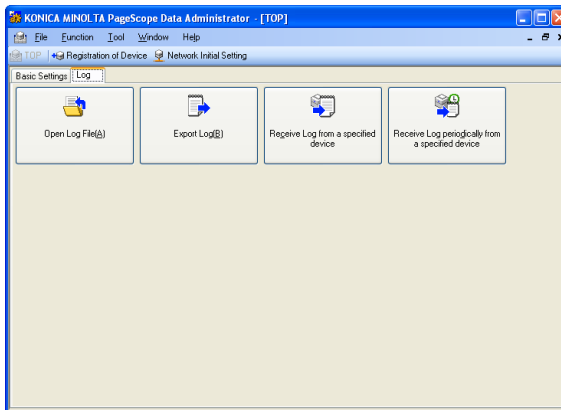 KONICA MINOLTA PageScope Data Administrator - [TOP]
File Function Tool Window Help
TOP Registration of Device Network Initial Setting
Basic Settings Log
Open Log File(A) Export Log(B) Receive Log from a specified device Receive Log periodically from a specified device